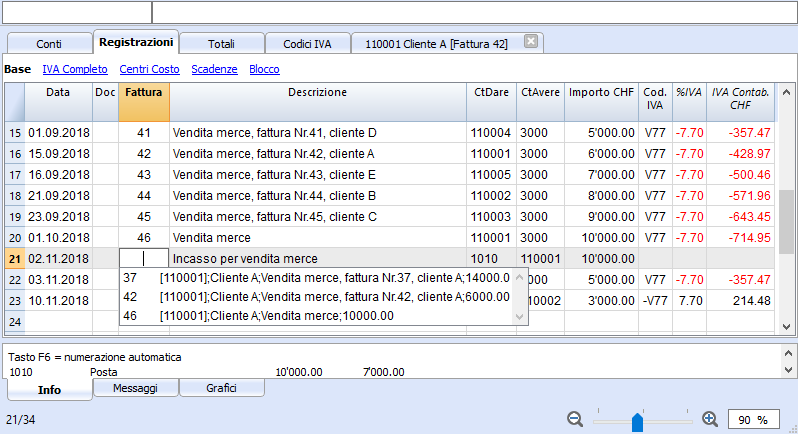 Conti Registrazioni Totali Codici IVA 110001 Cliente A [Fattura 42]
Base IVA Completo Centri Costo Scadenze Blocco
Data Doc Fattura Descrizione CtDare CtAvere Importo CHF Cod. IVA %IVA IVA Contab. CHF
15 01.09.2018 41 Vendita merce, fattura Nr.41, cliente D 110004 3000 5'000.00 V77 -7.70 -357.47
16 15.09.2018 42 Vendita merce, fattura Nr.42, cliente A 110001 3000 6'000.00 V77 -7.70 -428.97
17 16.09.2018 43 Vendita merce, fattura Nr.43, cliente E 110005 3000 7'000.00 V77 -7.70 -500.46
18 21.09.2018 44 Vendita merce, fattura Nr.44, cliente B 110002 3000 8'000.00 V77 -7.70 -571.96
19 23.09.2018 45 Vendita merce, fattura Nr.45, cliente C 110003 3000 9'000.00 V77 -7.70 -643.45
20 01.10.2018 46 Vendita merce 110001 3000 10'000.00 V77 -7.70 -714.95
21 02.11.2018 Incasso per vendita merce 1010 110001 10'000.00
22 03.11.2018 5'000.00 V77 -7.70 -357.47
23 10.11.2018 10002 3'000.00 -V77 7.70 214.48
24
37 [110001];Cliente A;Vendita merce, fattura Nr.37, cliente A;14000.0
42 [110001];Cliente A;Vendita merce, fattura Nr.42, cliente A;6000.00
46 [110001];Cliente A;Vendita merce;10000.00
Tasto F6 = numerazione automatica
1010 Posta 10'000.00 7'000.00
Info Messaggi Grafici
21/34 90 %